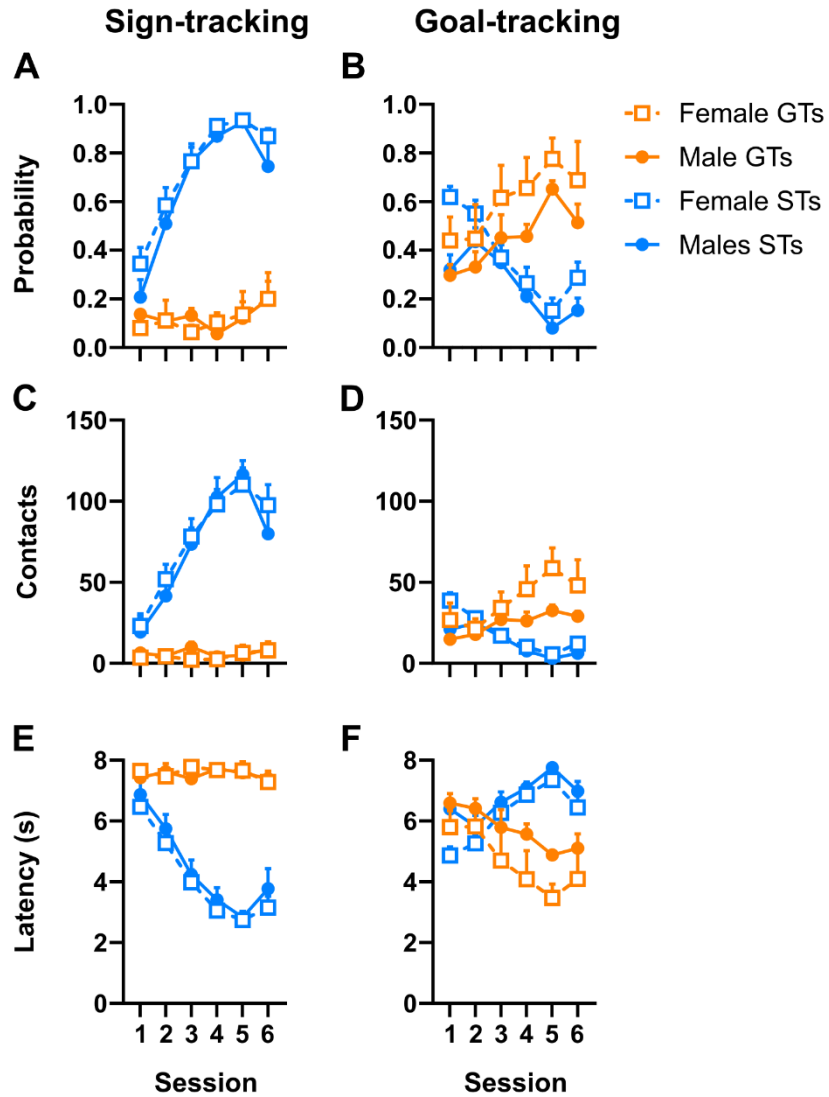 Sign-tracking Goal-tracking
A B
Probability
1.0
0.8
0.6
0.4
0.2
0.0
1.0
0.8
0.6
0.4
0.2
0.0
Female GTs
Male GTs
Female STs
Males STs
C D
Contacts
150
100
50
0
150
100
50
0
E F
Latency (s)
8
6
4
2
0
8
6
4
2
0
1 2 3 4 5 6
1 2 3 4 5 6
Session Session